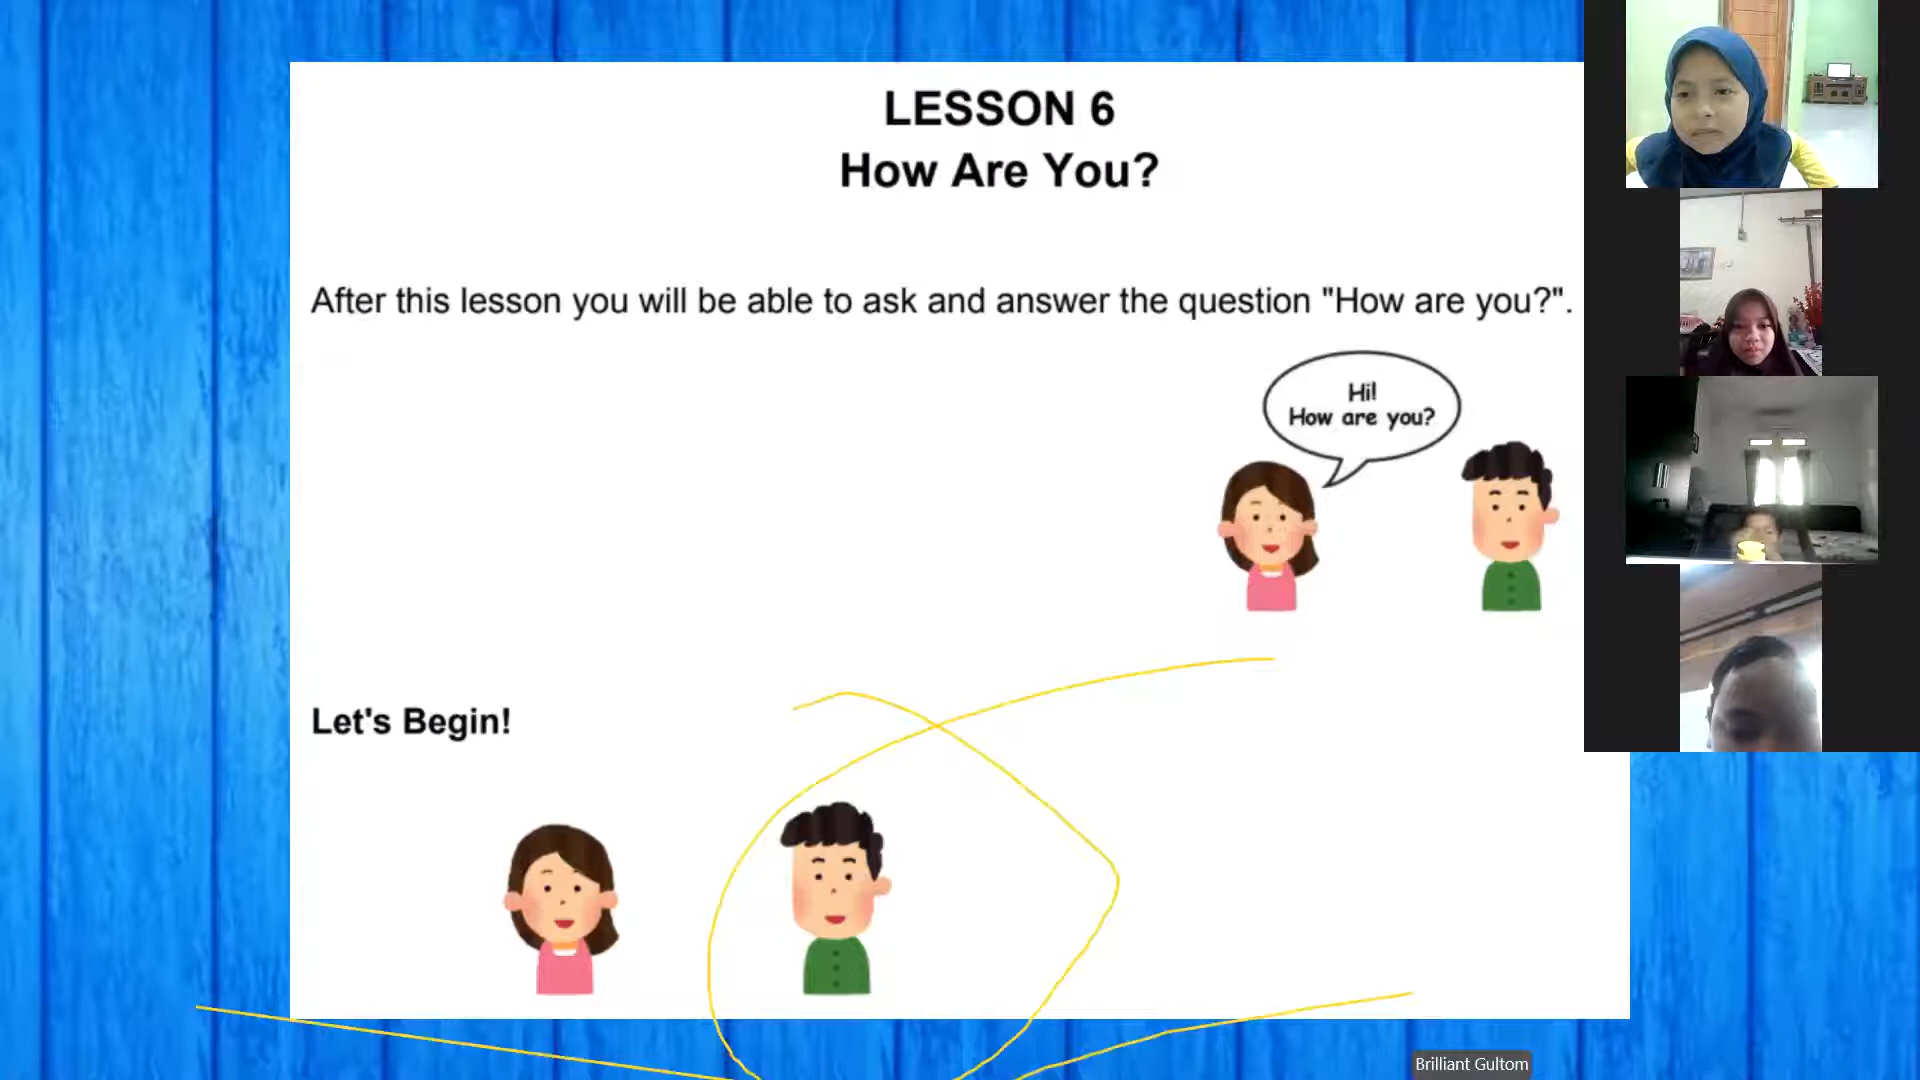 LESSON 6
How Are You?
After this lesson you will be able to ask and answer the question "How are you?".
Hi!
How are you?
Let's Begin!
Brilliant Gultom